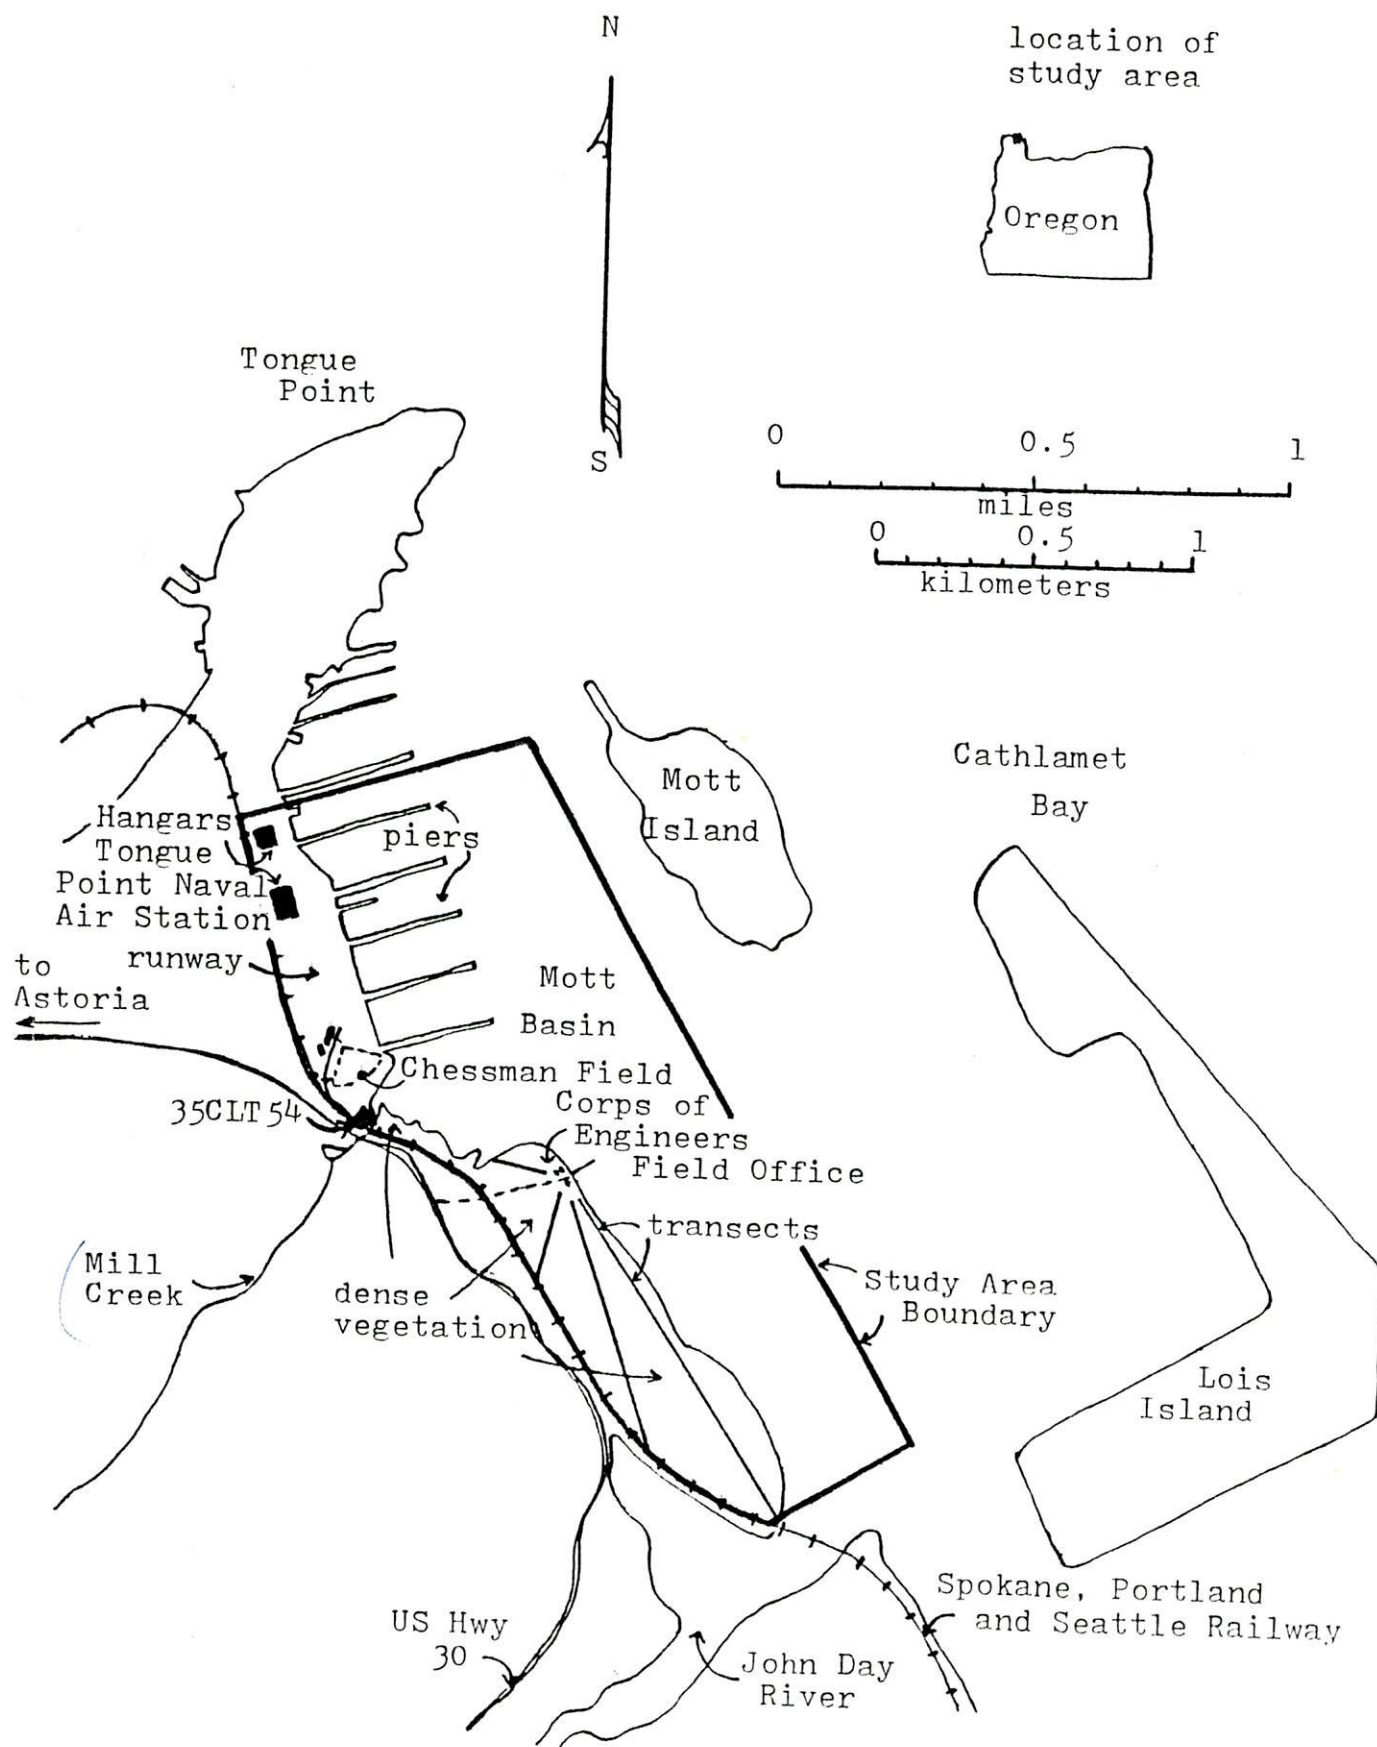 N
location of
study area
Oregon
Tongue
Point
S
0 0.5 1
miles
0 0.5 1
kilometers
Mott
Island
Cathlamet
Bay
Hangars
Tongue
Point Naval
Air Station
piers
runway
to
Astoria
Mott
Basin
Chessman Field
35CLT54
Corps of
Engineers
Field Office
transects
Mill
Creek
dense
vegetation
Study Area
Boundary
Lois
Island
Spokane, Portland
and Seattle Railway
US Hwy
30
John Day
River